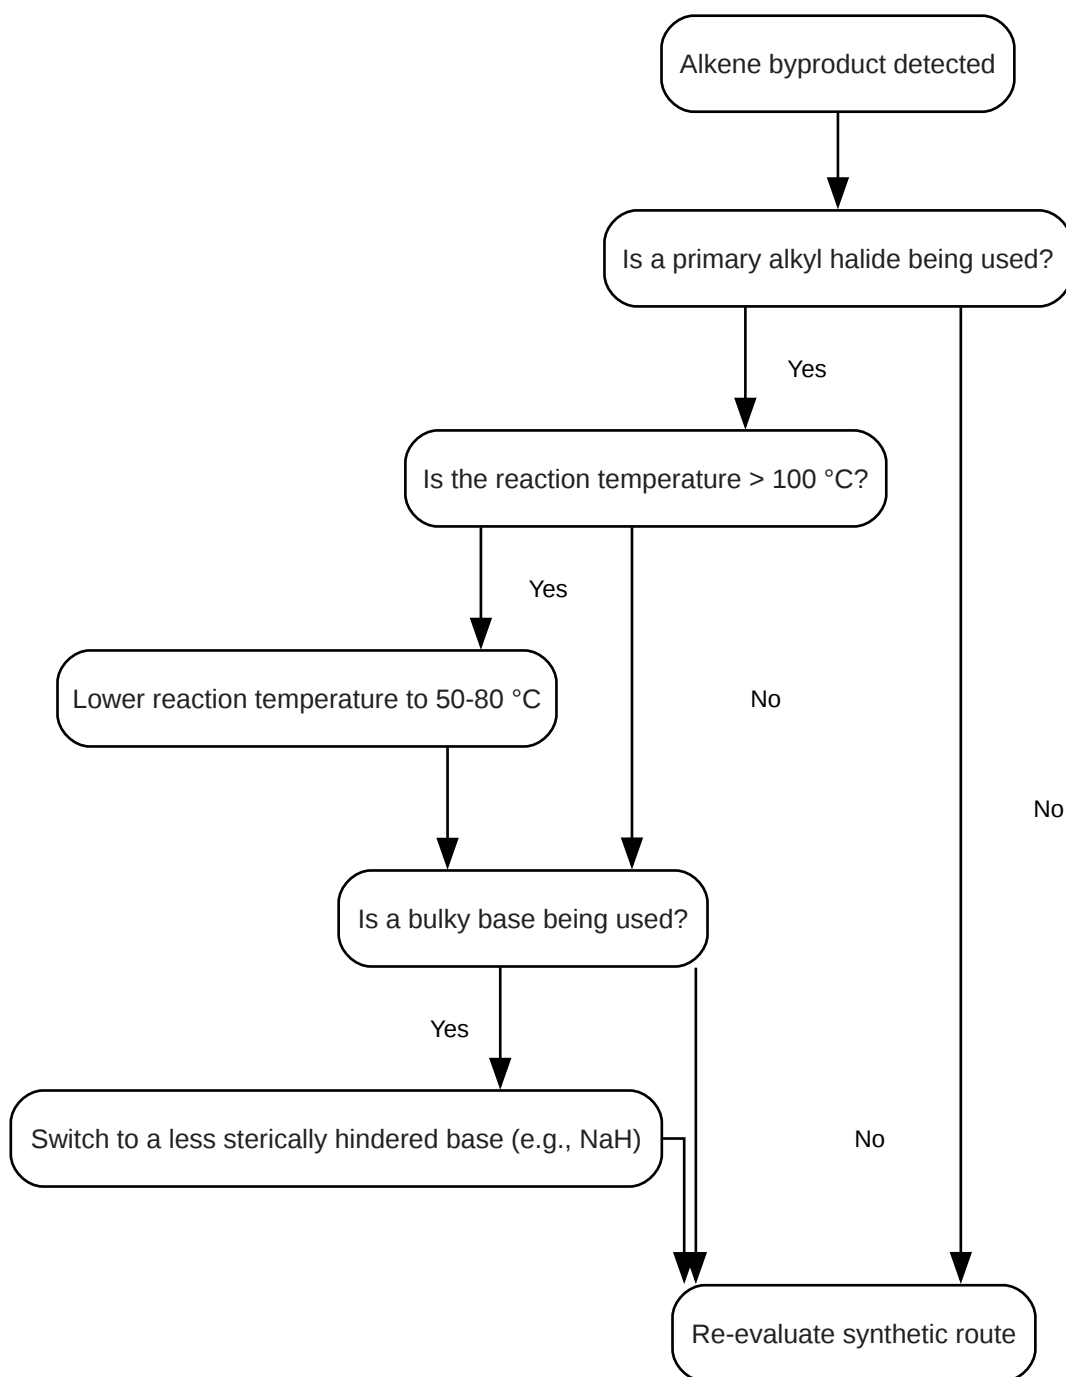 Alkene byproduct detected
Is a primary alkyl halide being used?
Yes
Is the reaction temperature > 100 °C?
Yes
Lower reaction temperature to 50-80 °C
No
No
Is a bulky base being used?
Yes
Switch to a less sterically hindered base (e.g., NaH)
No
Re-evaluate synthetic route